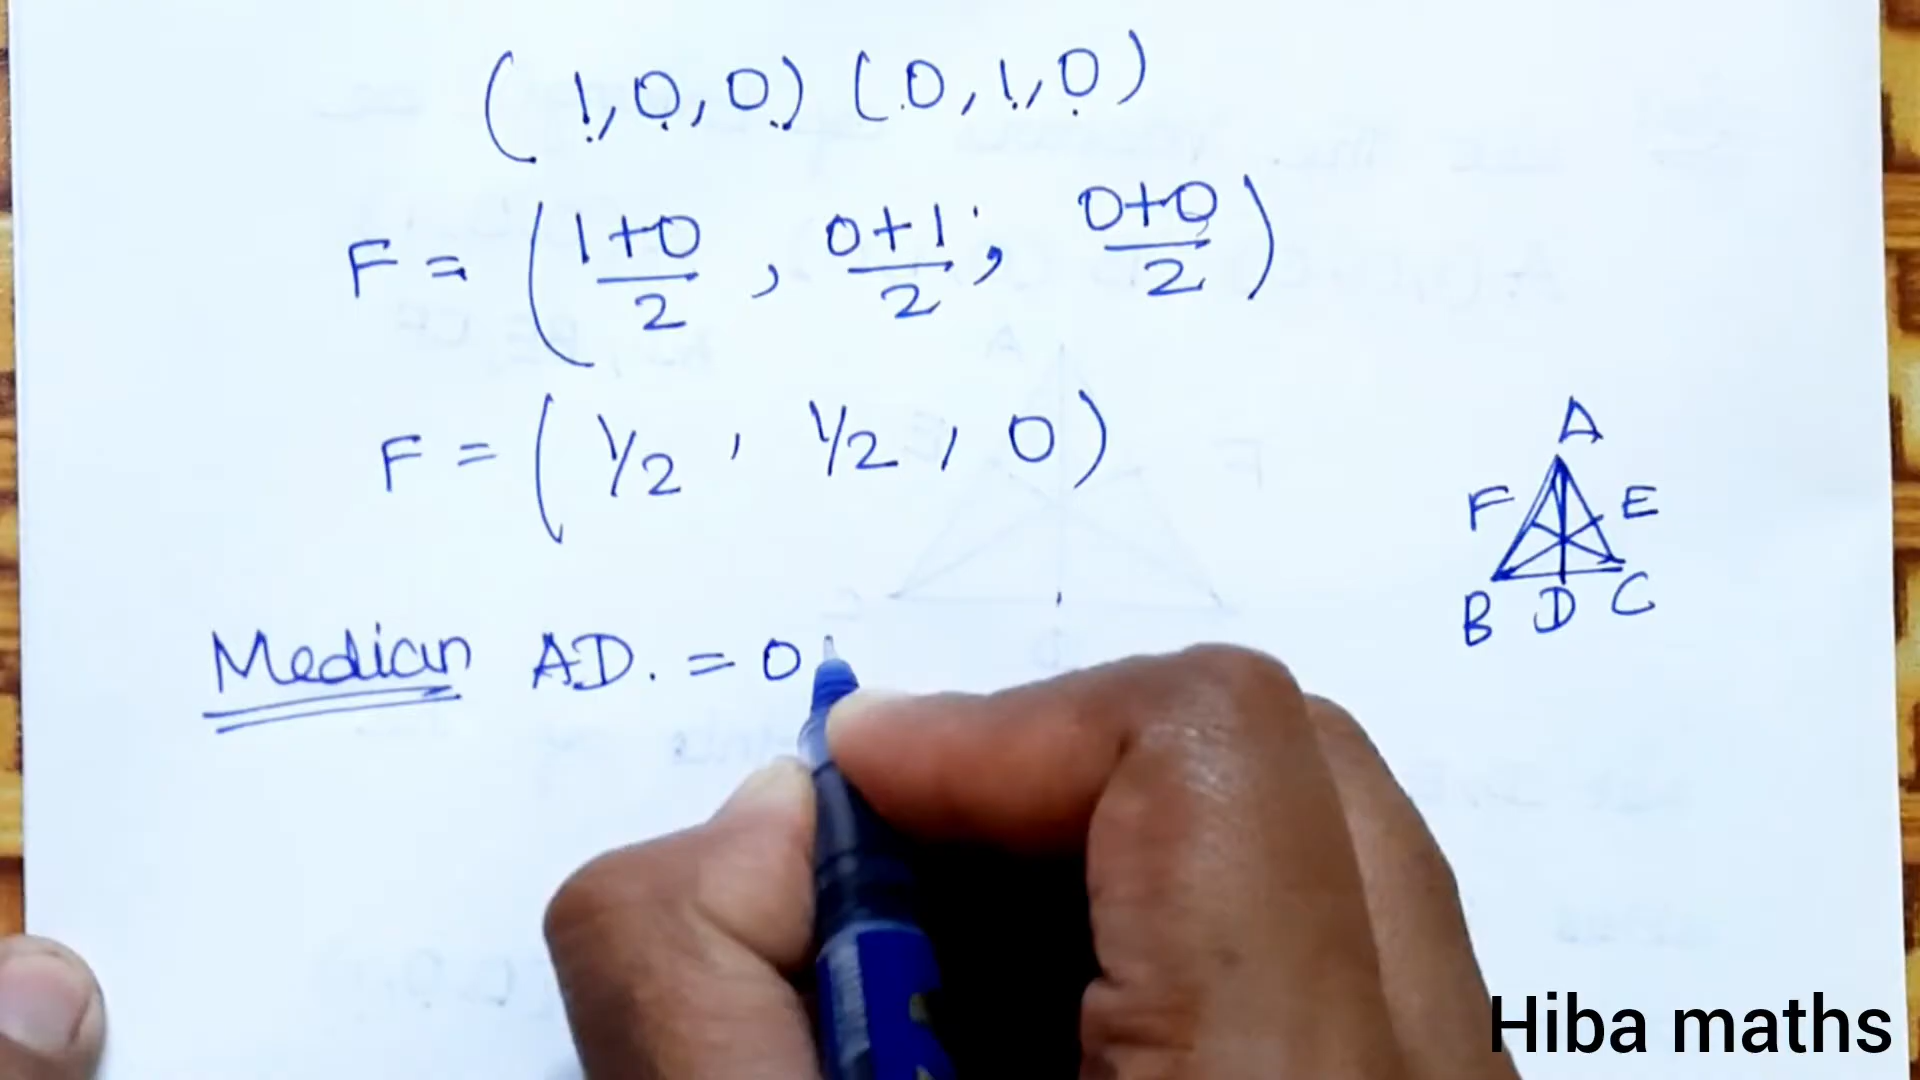 (1,0,0) (0,1,0)
F = (1+0/2, 0+1/2, 0+0/2)
F = (1/2, 1/2, 0)
A
F E
B D C
Median AD. = 0
Hiba maths